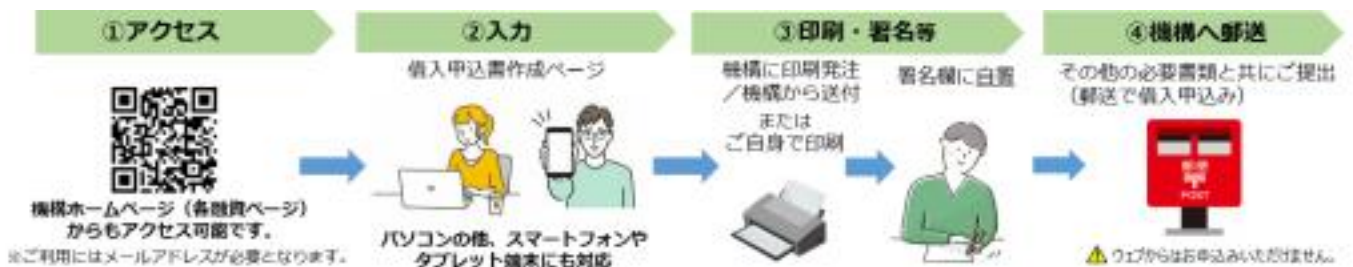 ①アクセス
機構ホームページ（各融資ページ）
からもアクセス可能です。
※ご利用にはメールアドレスが必要となります。
②入力
借入申込書作成ページ
パソコンの他、スマートフォンや
タブレット端末にも対応
③印刷・署名等
機構に印刷発注
／機構から送付
または
ご自身で印刷
署名欄に自署
④機構へ郵送
その他の必要書類と共にご提出
（郵送で借入申込み）
郵便
POST
ウェブからはお申込みいただけません。